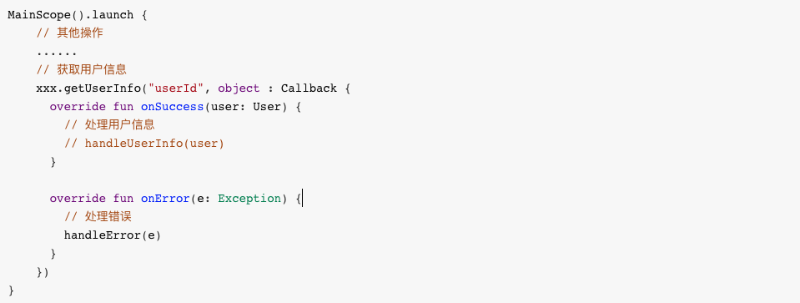 MainScope().launch {
    // 其他操作
    ......
    // 获取用户信息
    xxx.getUserInfo("userId", object : Callback {
      override fun onSuccess(user: User) {
        // 处理用户信息
        // handleUserInfo(user)
      }

      override fun onError(e: Exception) {
        // 处理错误
        handleError(e)
      }
    })
}